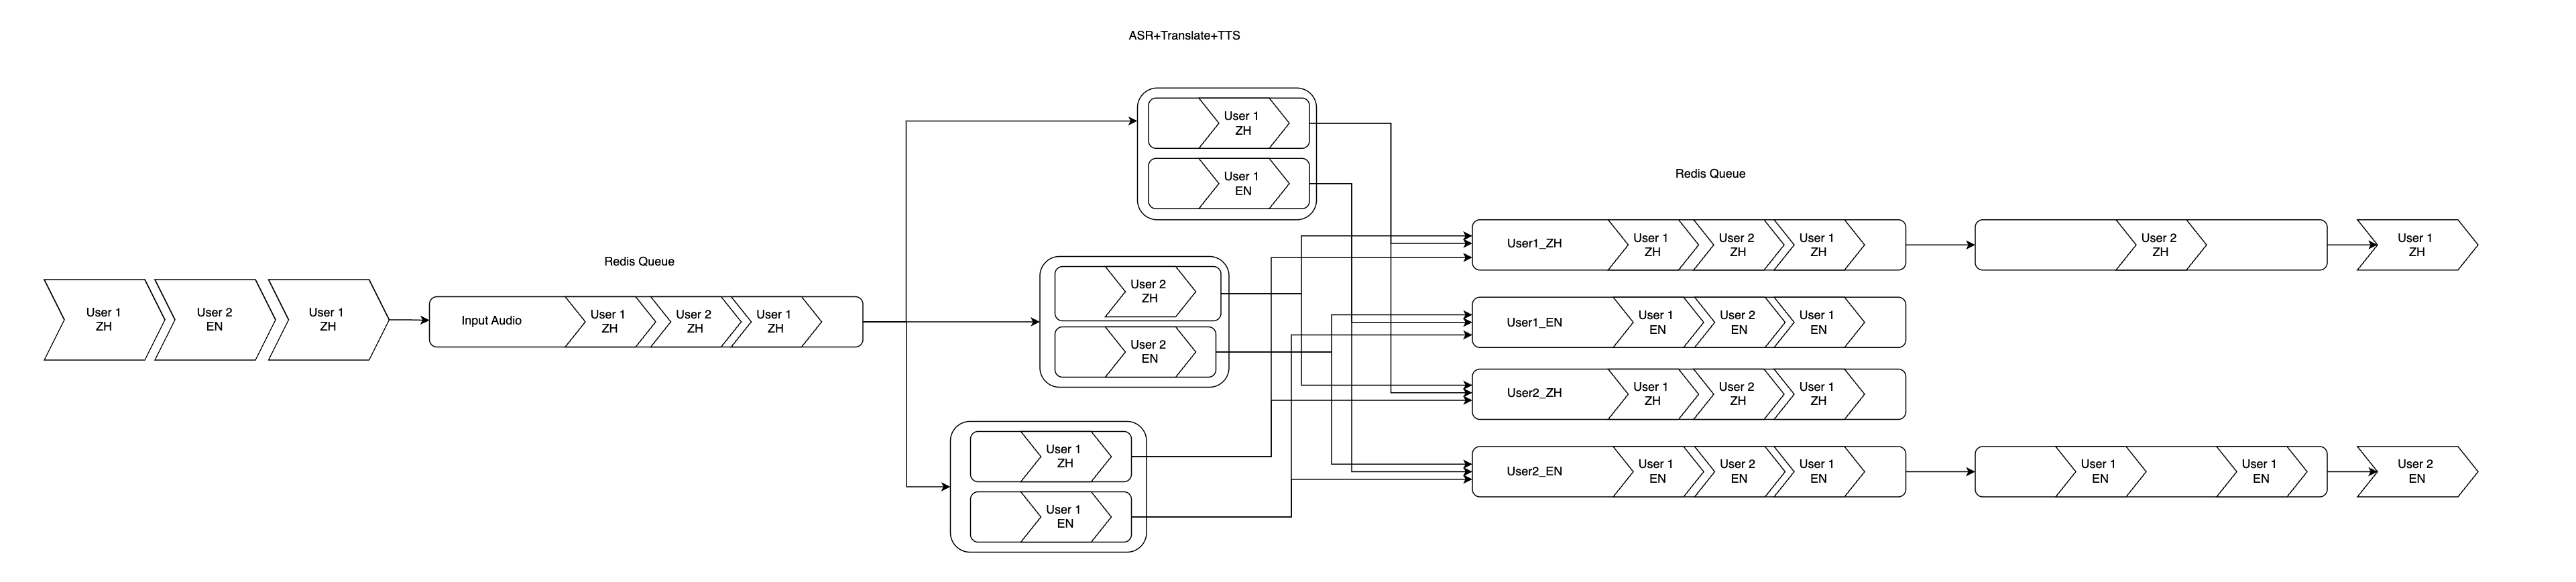 ASR+Translate+TTS
User 1
ZH
User 1
EN
Redis Queue
User1_ZH
User 1
ZH
User 2
ZH
User 1
ZH
User 2
ZH
User 1
ZH
Redis Queue
User 1
ZH
User 2
EN
User 1
ZH
Input Audio
User 1
ZH
User 2
ZH
User 1
ZH
User 2
ZH
User 2
EN
User1_EN
User 1
EN
User 2
EN
User 1
EN
User2_ZH
User 1
ZH
User 2
ZH
User 1
ZH
User 1
ZH
User 1
EN
User2_EN
User 1
EN
User 2
EN
User 1
EN
User 1
EN
User 1
EN
User 2
EN